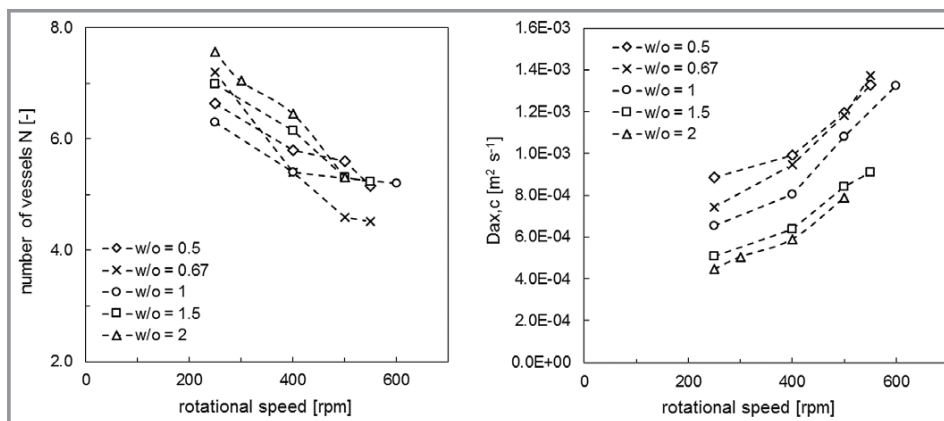 8.0
6.0
4.0
2.0
0
200
400
600
number of vessels N [-]
rotational speed [rpm]
w/o = 0.5
w/o = 0.67
w/o = 1
w/o = 1.5
w/o = 2
1.6E-03
1.4E-03
1.2E-03
1.0E-03
8.0E-04
6.0E-04
4.0E-04
2.0E-04
0.0E+00
0
200
400
600
Dax,c [m² s⁻¹]
rotational speed [rpm]
w/o = 0.5
w/o = 0.67
w/o = 1
w/o = 1.5
w/o = 2